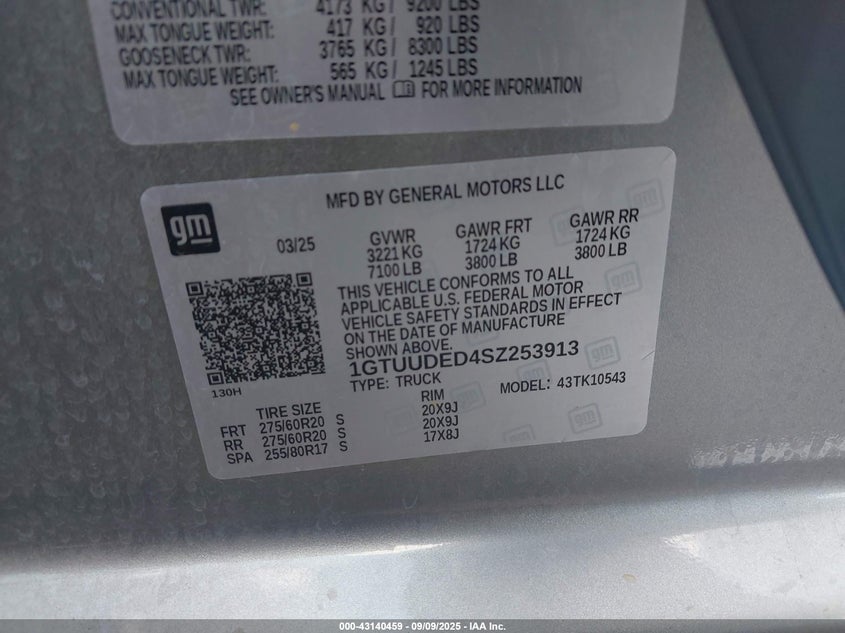 CONVENTIONAL TWR: 4173 KG / 9200 LBS
MAX TONGUE WEIGHT: 417 KG / 920 LBS
GOOSENECK TWR: 3765 KG / 8300 LBS
MAX TONGUE WEIGHT: 565 KG / 1245 LBS
SEE OWNER'S MANUAL FOR MORE INFORMATION
gm
MFD BY GENERAL MOTORS LLC
03/25
GVWR GAWR FRT GAWR RR
3221 KG 1724 KG 1724 KG
7100 LB 3800 LB 3800 LB
THIS VEHICLE CONFORMS TO ALL
APPLICABLE U.S. FEDERAL MOTOR
VEHICLE SAFETY STANDARDS IN EFFECT
ON THE DATE OF MANUFACTURE
SHOWN ABOVE.
1GTUUDED4SZ253913
TYPE: TRUCK MODEL: 43TK10543
130H
TIRE SIZE RIM
FRT 275/60R20 S 20X9J
RR 275/60R20 S 20X9J
SPA 255/80R17 S 17X8J
000-43140459 - 09/09/2025 - IAA Inc.